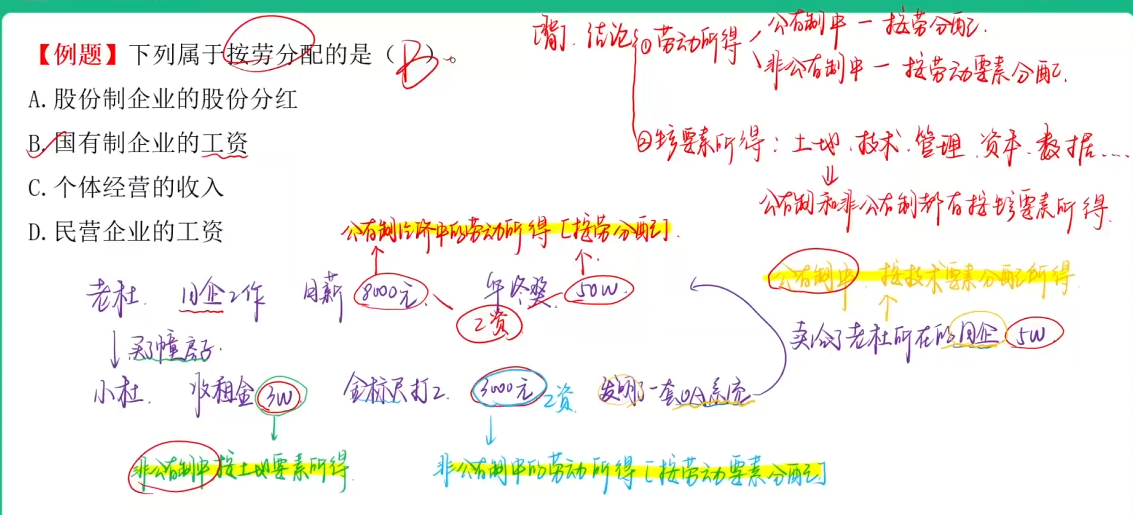 【例题】下列属于按劳分配的是（B）。
A.股份制企业的股份分红
B.国有制企业的工资
C.个体经营的收入
D.民营企业的工资
结论 ①劳动所得
公有制中—按劳分配.
非公有制中—按劳动要素分配.
②按要素所得：土地.技术.管理.资本.数据....
公有制和非公有制都有按要素所得.
公有制经济中的劳动所得[按劳分配].
老杜. 国企工作 月薪 8000元. 年终奖. 50W
工资
公有制中. 按技术要素分配所得.
卖给了老杜所在的国企 5W
买了幢房子.
小杜. 收租金 3W 金棕尺打工. 3000元 工资. 发明了一套OA系统
非公有制中按土地要素所得.
非公有制中的劳动所得[按劳动要素分配]